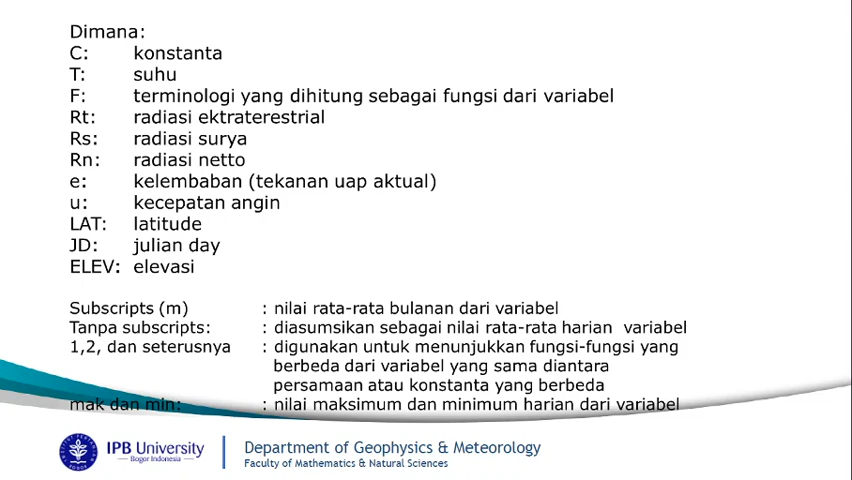 Dimana:
C: konstanta
T: suhu
F: terminologi yang dihitung sebagai fungsi dari variabel
Rt: radiasi ektraterestrial
Rs: radiasi surya
Rn: radiasi netto
e: kelembaban (tekanan uap aktual)
u: kecepatan angin
LAT: latitude
JD: julian day
ELEV: elevasi
Subscripts (m) : nilai rata-rata bulanan dari variabel
Tanpa subscripts: : diasumsikan sebagai nilai rata-rata harian variabel
1,2, dan seterusnya : digunakan untuk menunjukkan fungsi-fungsi yang
berbeda dari variabel yang sama diantara
persamaan atau konstanta yang berbeda
mak dan min: : nilai maksimum dan minimum harian dari variabel
IPB University
Bogor Indonesia
Department of Geophysics & Meteorology
Faculty of Mathematics & Natural Sciences